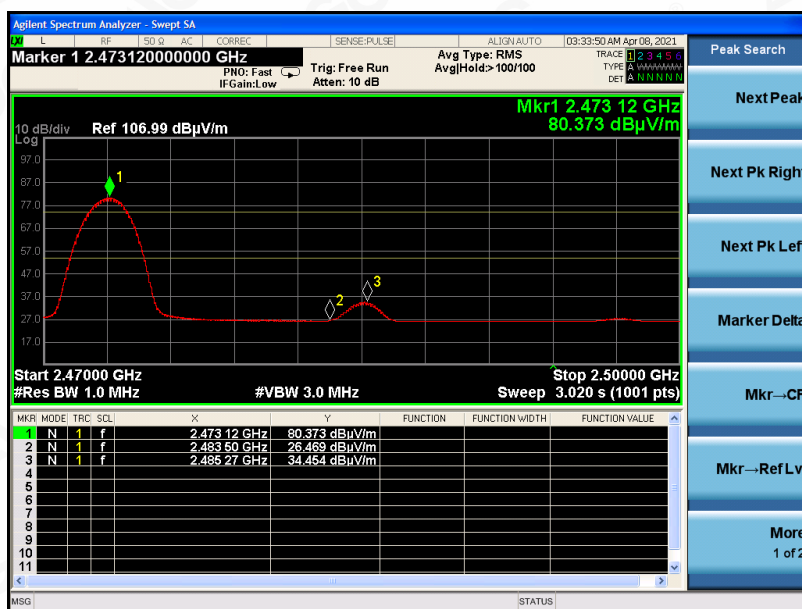 Agilent Spectrum Analyzer - Swept SA
LXI L RF 50 Ω AC CORREC SENSE:PULSE ALIGN AUTO 03:33:50 AM Apr 08, 2021
Marker 1 2.473120000000 GHz
PNO: Fast
IFGain:Low
Trig: Free Run
Atten: 10 dB
Avg Type: RMS
Avg|Hold:>100/100
TRACE 1 2 3 4 5 6
TYPE A WWWWW
DET A N N N N N
Mkr1 2.473 12 GHz
80.373 dBµV/m
10 dB/div Ref 106.99 dBµV/m
Log
97.0
87.0
77.0
67.0
57.0
47.0
37.0
27.0
17.0
1
2
3
Start 2.47000 GHz Stop 2.50000 GHz
#Res BW 1.0 MHz #VBW 3.0 MHz Sweep 3.020 s (1001 pts)
MKR MODE TRC SCL X Y FUNCTION FUNCTION WIDTH FUNCTION VALUE
1 N 1 f 2.473 12 GHz 80.373 dBµV/m
2 N 1 f 2.483 50 GHz 26.469 dBµV/m
3 N 1 f 2.485 27 GHz 34.454 dBµV/m
4
5
6
7
8
9
10
11
MSG STATUS
Peak Search
Next Peak
Next Pk Right
Next Pk Left
Marker Delta
Mkr→CF
Mkr→Ref Lv
More
1 of 2